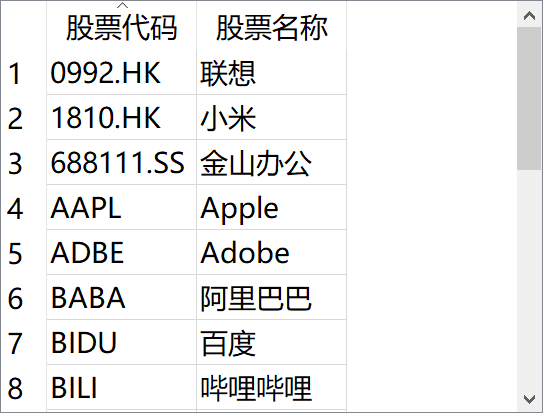 股票代码 股票名称
1 0992.HK 联想
2 1810.HK 小米
3 688111.SS 金山办公
4 AAPL Apple
5 ADBE Adobe
6 BABA 阿里巴巴
7 BIDU 百度
8 BILI 哔哩哔哩